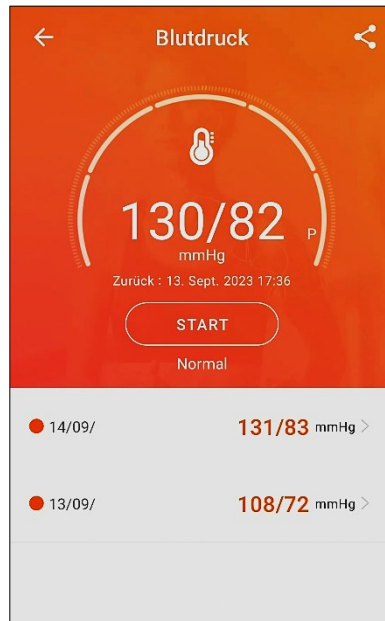 Blutdruck
130/82 P
mmHg
Zurück : 13. Sept. 2023 17:36
START
Normal
14/09/ 131/83 mmHg
13/09/ 108/72 mmHg